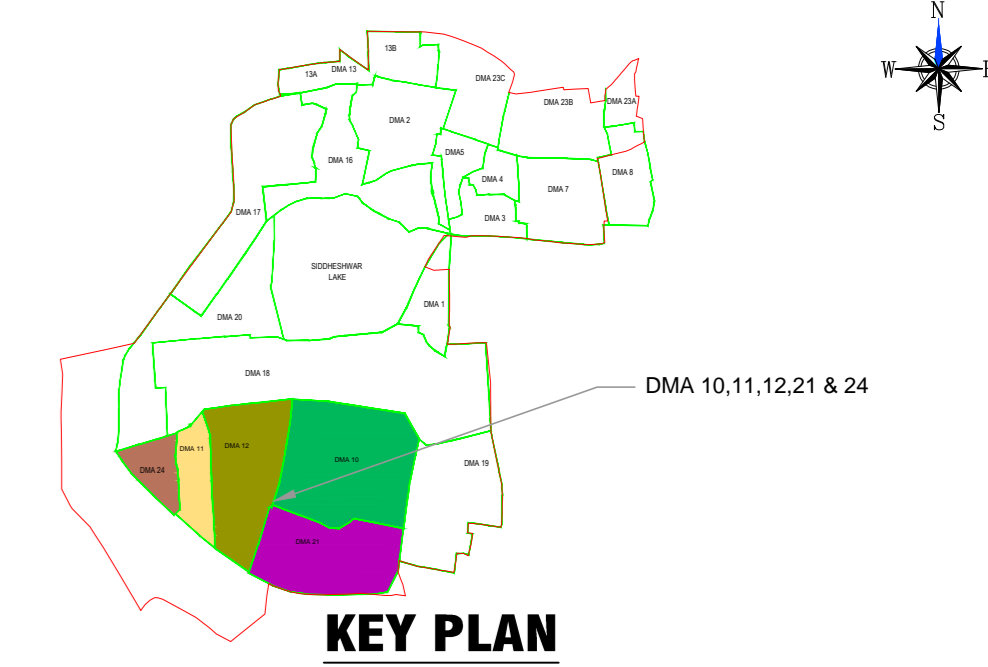 N
W
E
S
13B
13A
DMA 13
DMA 23C
DMA 23B
DMA 23A
DMA 2
DMA5
DMA 16
DMA 4
DMA 7
DMA 8
DMA 17
DMA 3
SIDDHESHWAR
LAKE
DMA 1
DMA 20
DMA 18
DMA 10,11,12,21 & 24
DMA 11
DMA 12
DMA 10
DMA 24
DMA 19
DMA 21
KEY PLAN